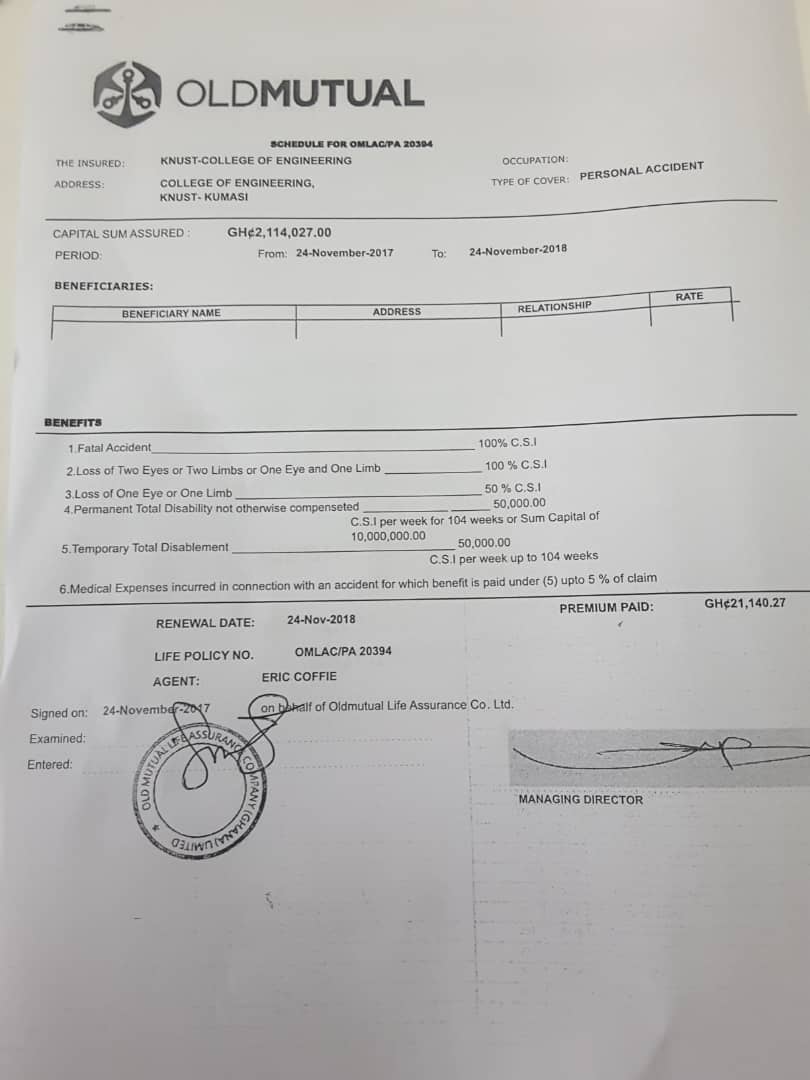 OLDMUTUAL
SCHEDULE FOR OMLAC/PA 20394
THE INSURED: KNUST-COLLEGE OF ENGINEERING OCCUPATION:
ADDRESS: COLLEGE OF ENGINEERING, TYPE OF COVER: PERSONAL ACCIDENT
KNUST- KUMASI
CAPITAL SUM ASSURED : GH¢2,114,027.00
PERIOD: From: 24-November-2017 To: 24-November-2018
BENEFICIARIES:
BENEFICIARY NAME ADDRESS RELATIONSHIP RATE
BENEFITS
1.Fatal Accident 100% C.S.I
2.Loss of Two Eyes or Two Limbs or One Eye and One Limb 100 % C.S.I
3.Loss of One Eye or One Limb 50 % C.S.I
4.Permanent Total Disability not otherwise compenseted 50,000.00
C.S.I per week for 104 weeks or Sum Capital of
10,000,000.00
5.Temporary Total Disablement 50,000.00
C.S.I per week up to 104 weeks
6.Medical Expenses incurred in connection with an accident for which benefit is paid under (5) upto 5 % of claim
RENEWAL DATE: 24-Nov-2018 PREMIUM PAID: GH¢21,140.27
LIFE POLICY NO. OMLAC/PA 20394
AGENT: ERIC COFFIE
Signed on: 24-November-2017 on behalf of Oldmutual Life Assurance Co. Ltd.
Examined:
Entered:
OLD MUTUAL LIFE ASSURANCE COMPANY (GHANA) LIMITED
MANAGING DIRECTOR